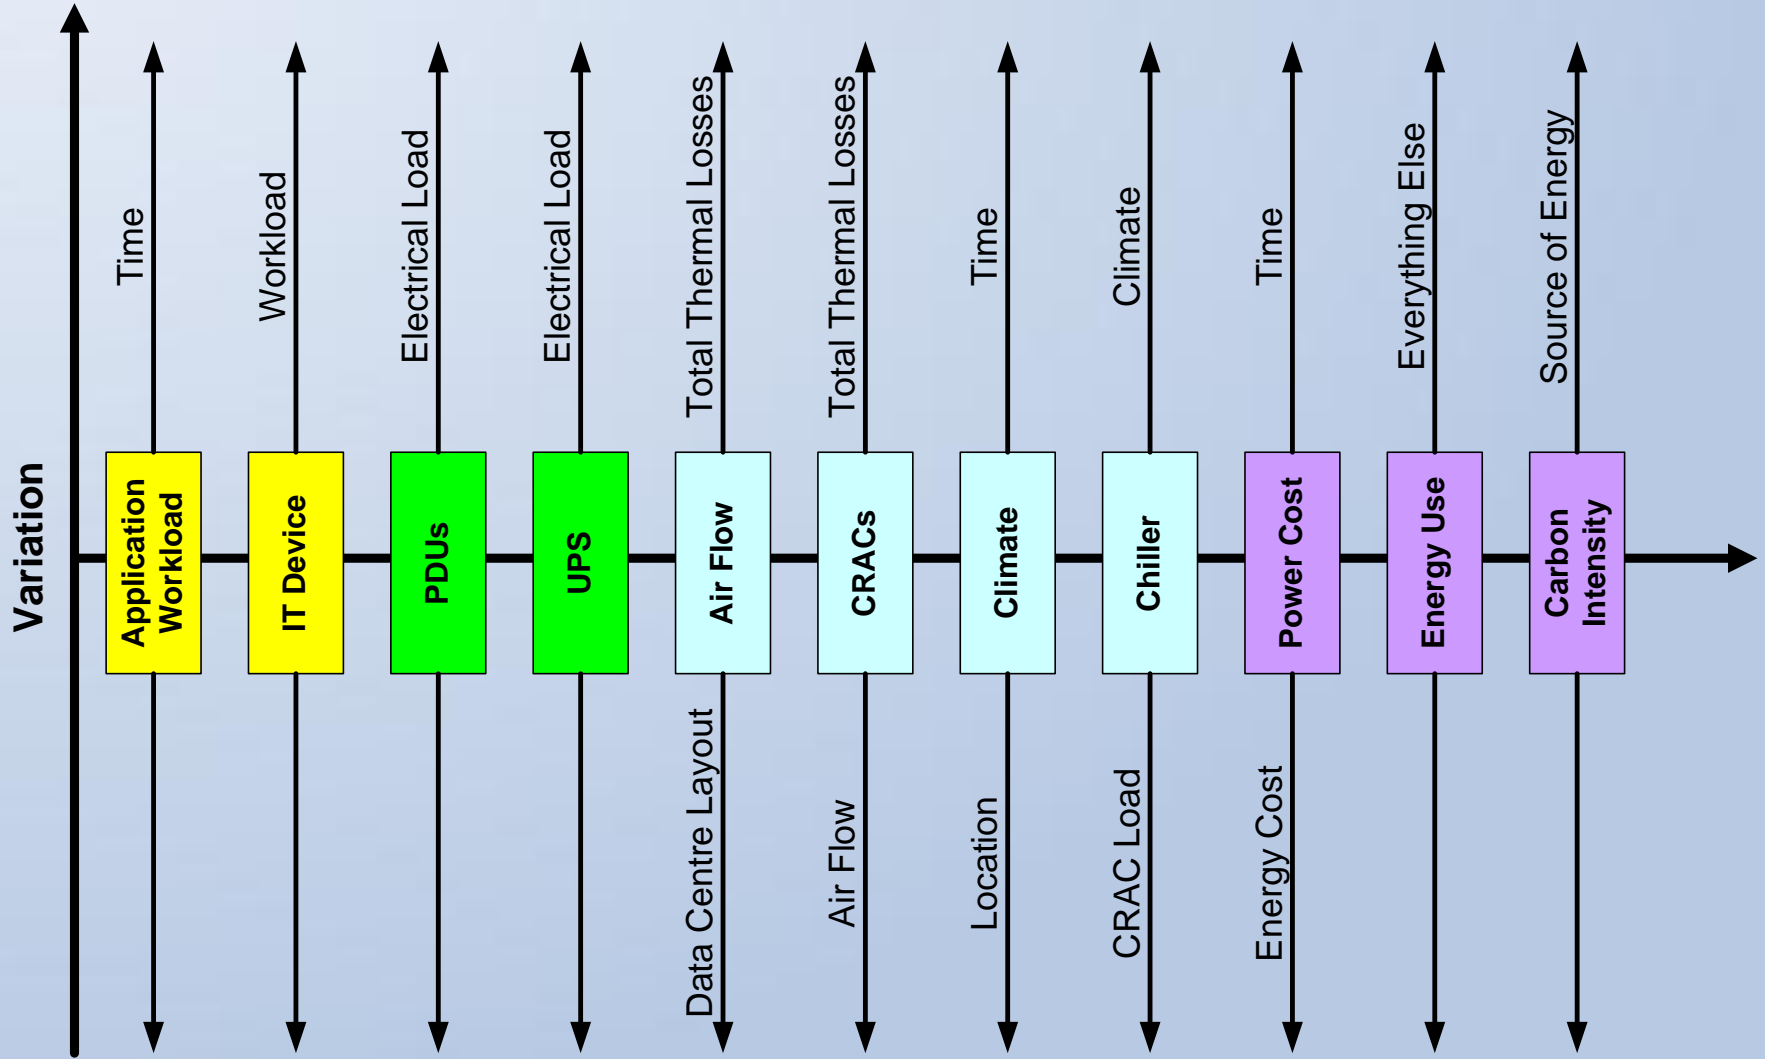 Variation
Time
Workload
Electrical Load
Electrical Load
Total Thermal Losses
Total Thermal Losses
Time
Climate
Time
Everything Else
Source of Energy
Application
Workload
IT Device
PDUs
UPS
Air Flow
CRACs
Climate
Chiller
Power Cost
Energy Use
Carbon
Intensity
Data Centre Layout
Air Flow
Location
CRAC Load
Energy Cost